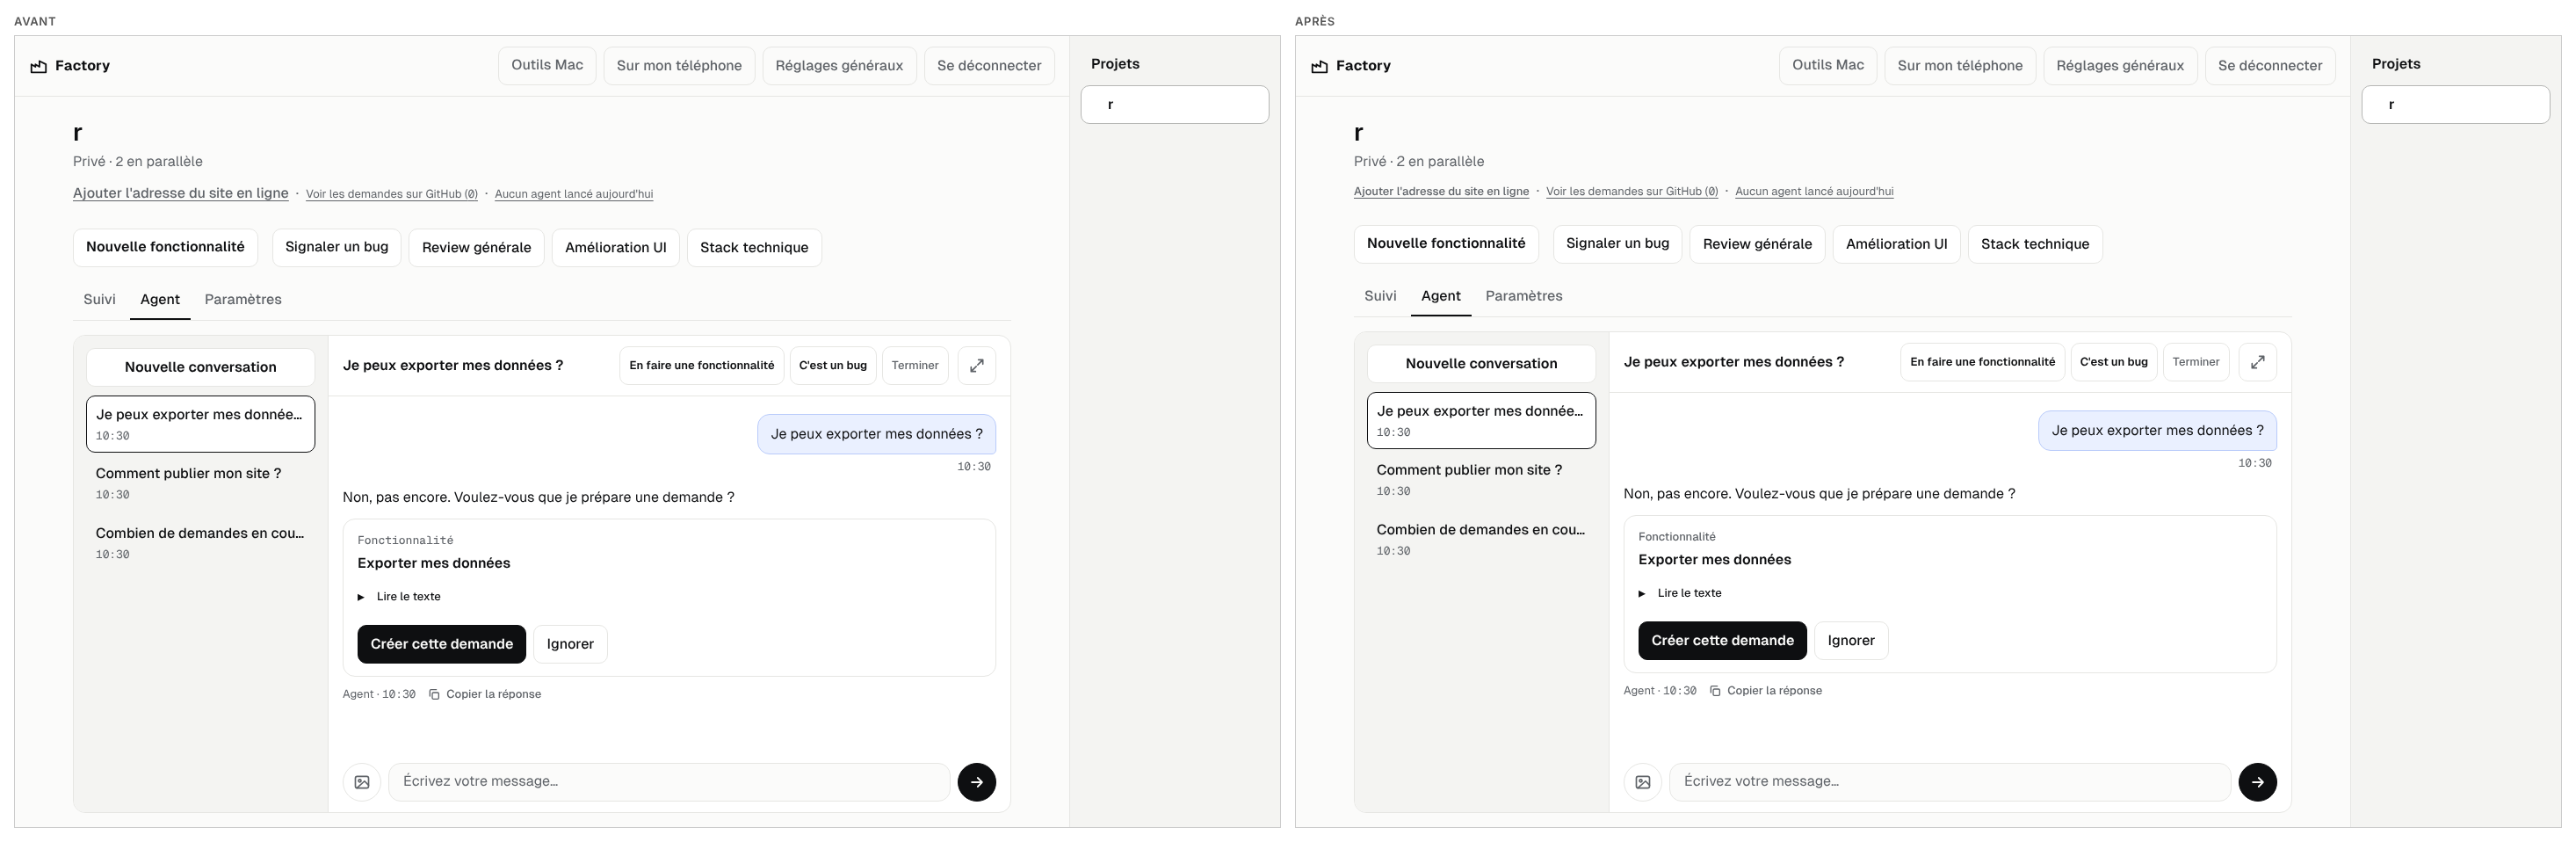 AVANT
Factory
Outils Mac
Sur mon téléphone
Réglages généraux
Se déconnecter
Projets
r
r
Privé · 2 en parallèle
Ajouter l'adresse du site en ligne · Voir les demandes sur GitHub (0) · Aucun agent lancé aujourd'hui
Nouvelle fonctionnalité
Signaler un bug
Review générale
Amélioration UI
Stack technique
Suivi
Agent
Paramètres
Nouvelle conversation
Je peux exporter mes donnée...
10:30
Comment publier mon site ?
10:30
Combien de demandes en cou...
10:30
Je peux exporter mes données ?
En faire une fonctionnalité
C'est un bug
Terminer
Je peux exporter mes données ?
10:30
Non, pas encore. Voulez-vous que je prépare une demande ?
Fonctionnalité
Exporter mes données
Lire le texte
Créer cette demande
Ignorer
Agent · 10:30
Copier la réponse
Écrivez votre message...
APRÈS
Factory
Outils Mac
Sur mon téléphone
Réglages généraux
Se déconnecter
Projets
r
r
Privé · 2 en parallèle
Ajouter l'adresse du site en ligne · Voir les demandes sur GitHub (0) · Aucun agent lancé aujourd'hui
Nouvelle fonctionnalité
Signaler un bug
Review générale
Amélioration UI
Stack technique
Suivi
Agent
Paramètres
Nouvelle conversation
Je peux exporter mes donnée...
10:30
Comment publier mon site ?
10:30
Combien de demandes en cou...
10:30
Je peux exporter mes données ?
En faire une fonctionnalité
C'est un bug
Terminer
Je peux exporter mes données ?
10:30
Non, pas encore. Voulez-vous que je prépare une demande ?
Fonctionnalité
Exporter mes données
Lire le texte
Créer cette demande
Ignorer
Agent · 10:30
Copier la réponse
Écrivez votre message...